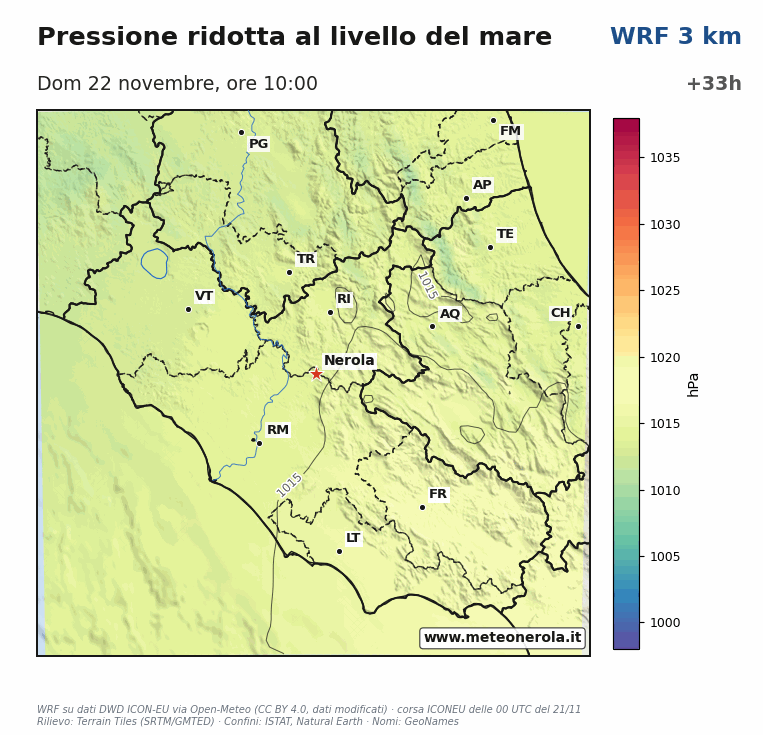 Pressione ridotta al livello del mare
WRF 3 km
Dom 22 novembre, ore 10:00
+33h
PG
FM
AP
TE
TR
1015
VT
RI
AQ
CH
Nerola
RM
1015
FR
LT
www.meteonerola.it
1035
1030
1025
1020
1015
1010
1005
1000
hPa
WRF su dati DWD ICON-EU via Open-Meteo (CC BY 4.0, dati modificati) · corsa ICONEU delle 00 UTC del 21/11
Rilievo: Terrain Tiles (SRTM/GMTED) · Confini: ISTAT, Natural Earth · Nomi: GeoNames